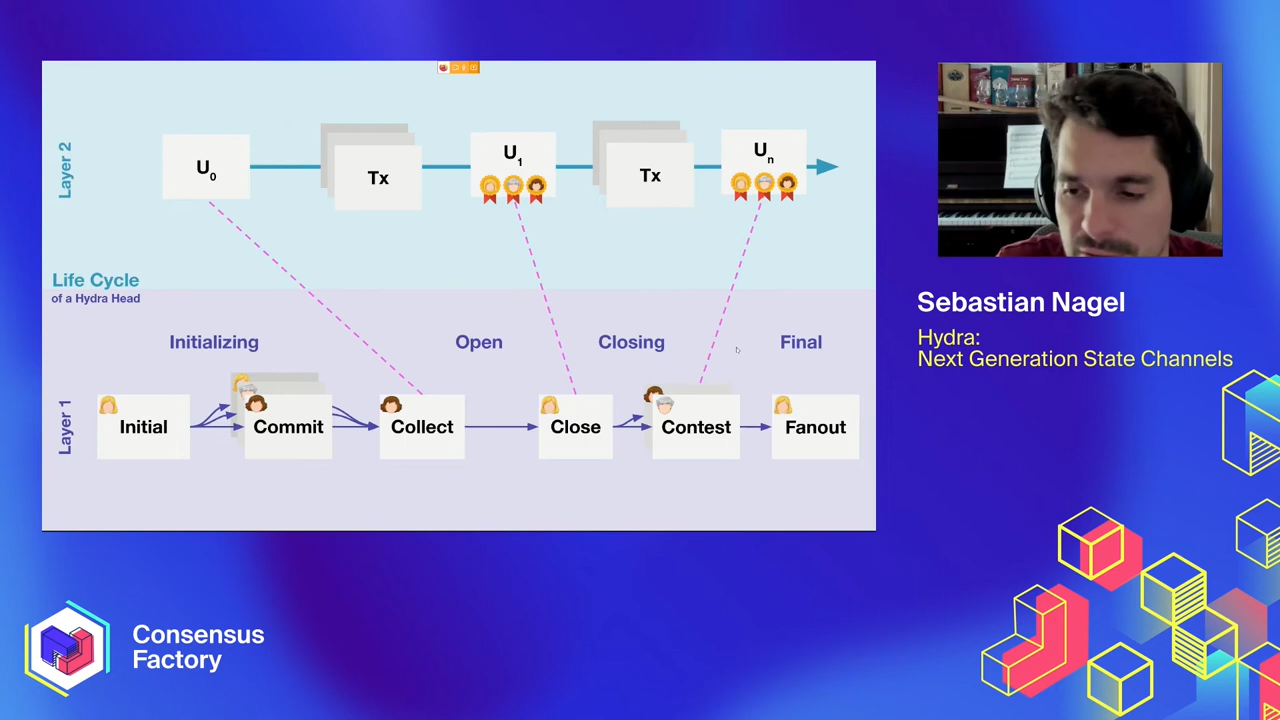 Layer 2
U0
Tx
U1
Tx
Un
Life Cycle
of a Hydra Head
Initializing
Open
Closing
Final
Layer 1
Initial
Commit
Collect
Close
Contest
Fanout
Sebastian Nagel
Hydra:
Next Generation State Channels
Consensus
Factory